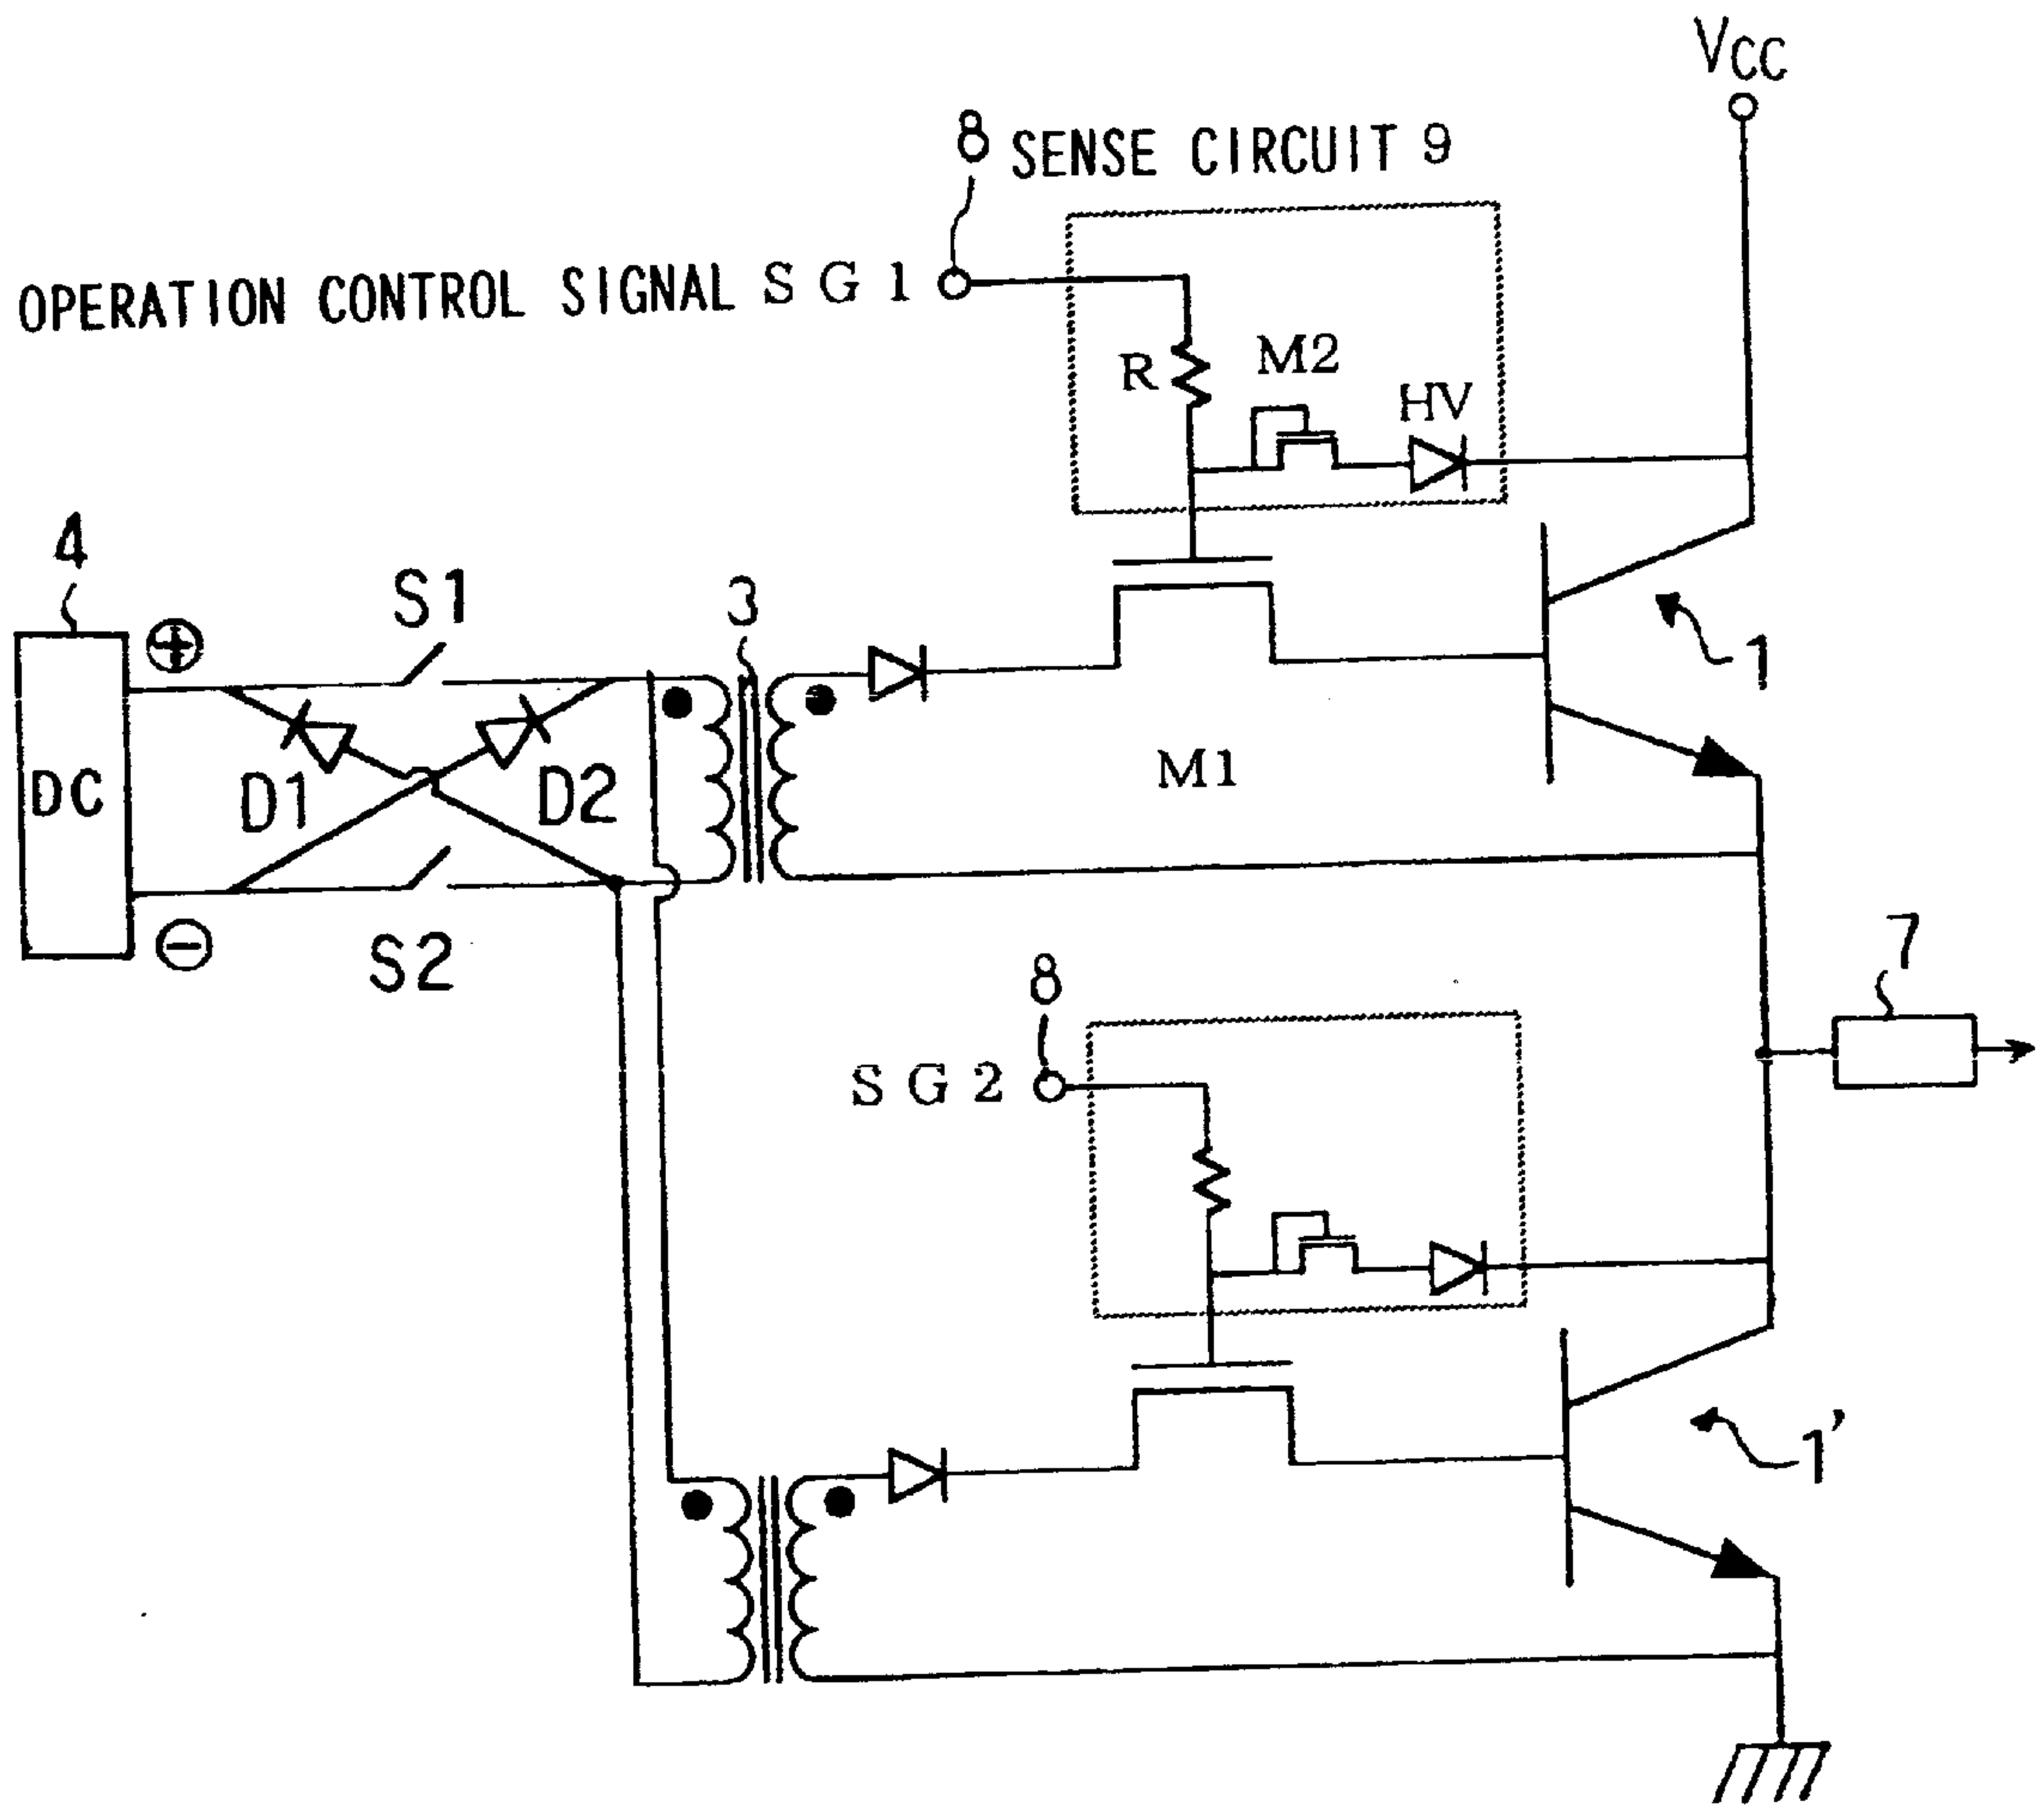 VCC
8 SENSE CIRCUIT 9
OPERATION CONTROL SIGNAL SG1
R
M2
HV
4
S1
3
1
⊕
DC
D1
D2
M1
⊖
S2
7
8
SG2
1'